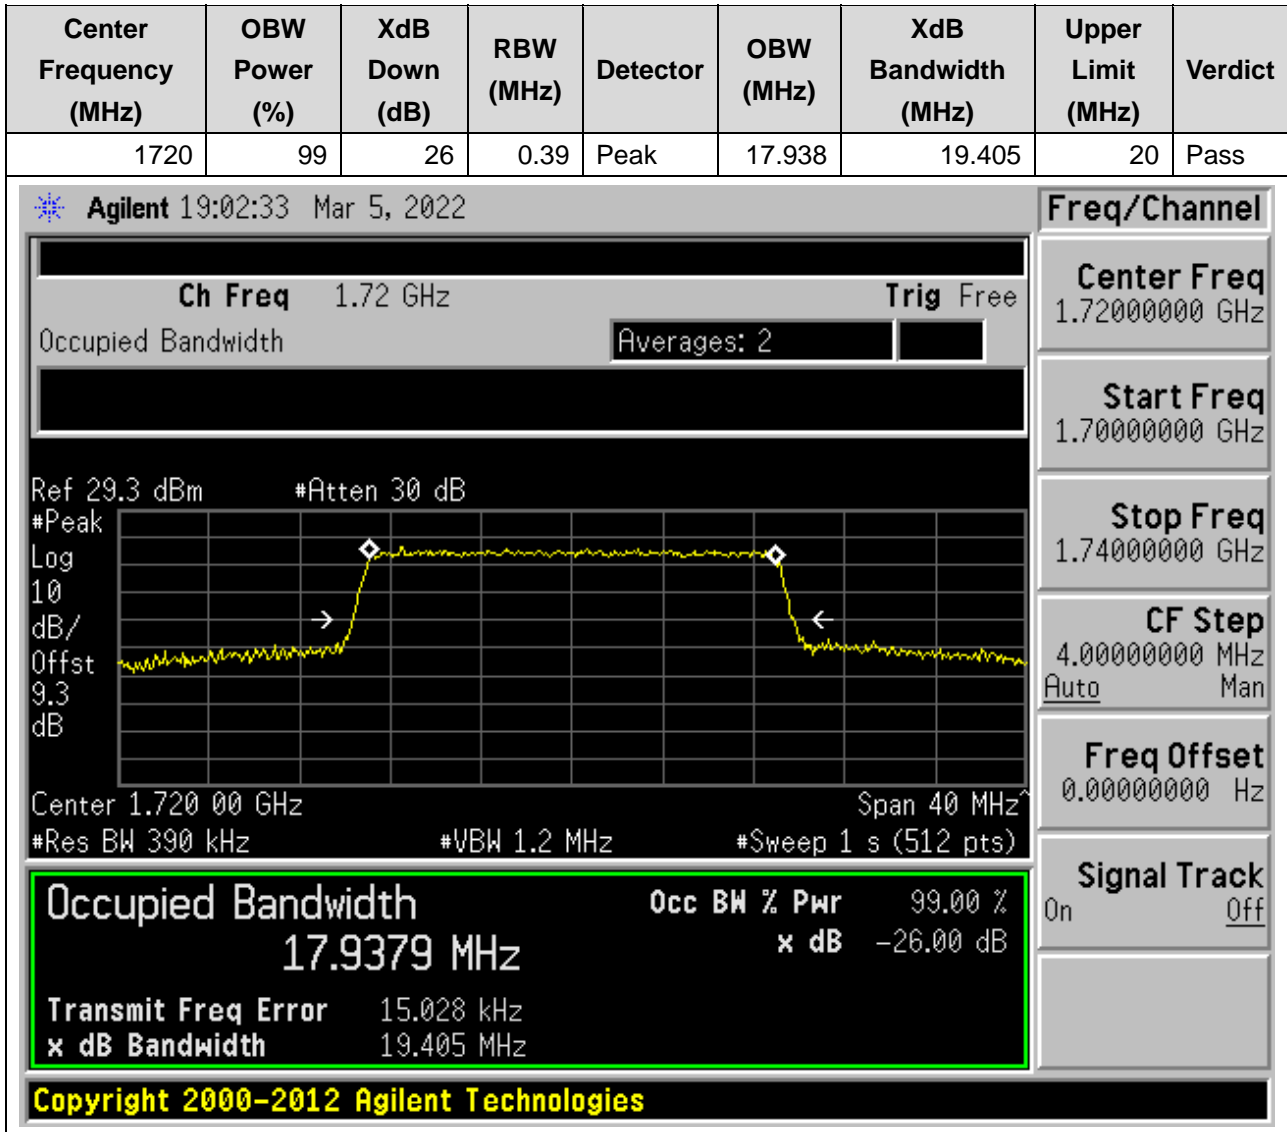 Center Frequency (MHz) OBW Power (%) XdB Down (dB) RBW (MHz) Detector OBW (MHz) XdB Bandwidth (MHz) Upper Limit (MHz) Verdict
1720 99 26 0.39 Peak 17.938 19.405 20 Pass
Agilent 19:02:33 Mar 5, 2022
Freq/Channel
Ch Freq 1.72 GHz Trig Free
Occupied Bandwidth Averages: 2
Ref 29.3 dBm #Atten 30 dB
#Peak
Log
10
dB/
Offst
9.3
dB
Center 1.720 00 GHz Span 40 MHz^
#Res BW 390 kHz #VBW 1.2 MHz #Sweep 1 s (512 pts)
Occupied Bandwidth Occ BW % Pwr 99.00 %
17.9379 MHz x dB -26.00 dB
Transmit Freq Error 15.028 kHz
x dB Bandwidth 19.405 MHz
Center Freq
1.72000000 GHz
Start Freq
1.70000000 GHz
Stop Freq
1.74000000 GHz
CF Step
4.00000000 MHz
Auto Man
Freq Offset
0.00000000 Hz
Signal Track
On Off
Copyright 2000-2012 Agilent Technologies